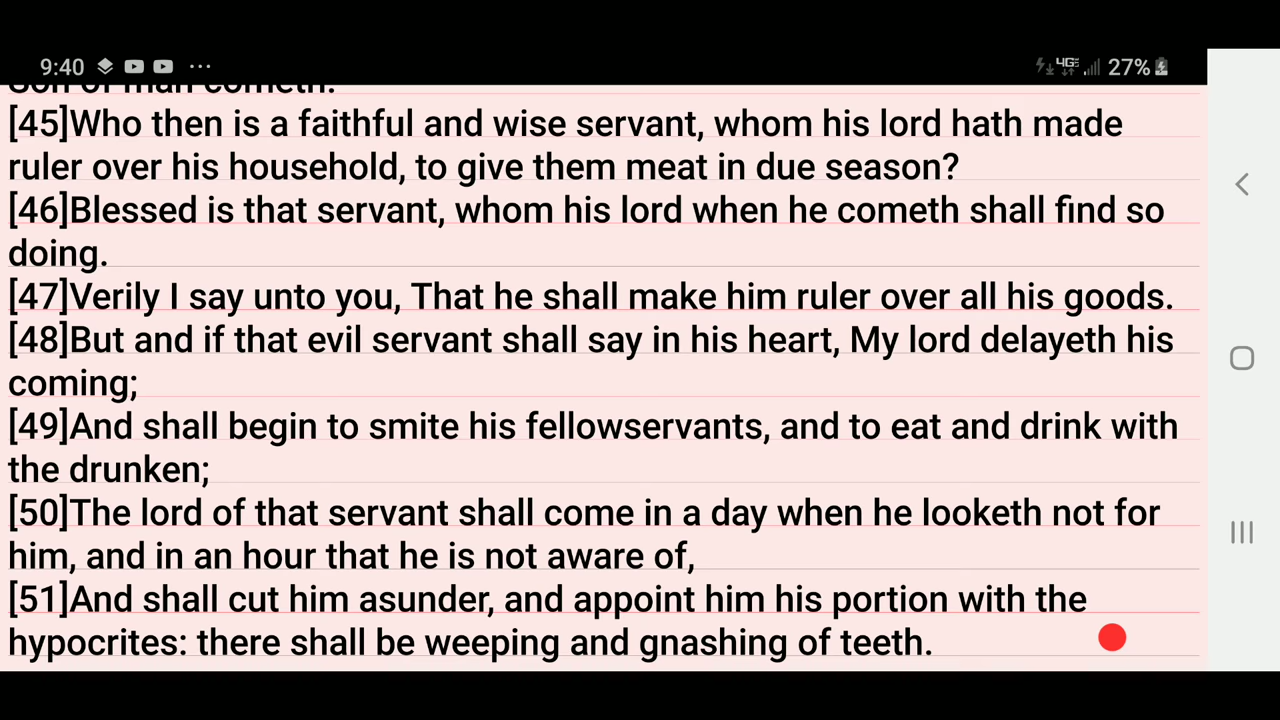 9:40 ... 4GE 27%
Son of man cometh.
[45]Who then is a faithful and wise servant, whom his lord hath made
ruler over his household, to give them meat in due season?
[46]Blessed is that servant, whom his lord when he cometh shall find so
doing.
[47]Verily I say unto you, That he shall make him ruler over all his goods.
[48]But and if that evil servant shall say in his heart, My lord delayeth his
coming;
[49]And shall begin to smite his fellowservants, and to eat and drink with
the drunken;
[50]The lord of that servant shall come in a day when he looketh not for
him, and in an hour that he is not aware of,
[51]And shall cut him asunder, and appoint him his portion with the
hypocrites: there shall be weeping and gnashing of teeth.